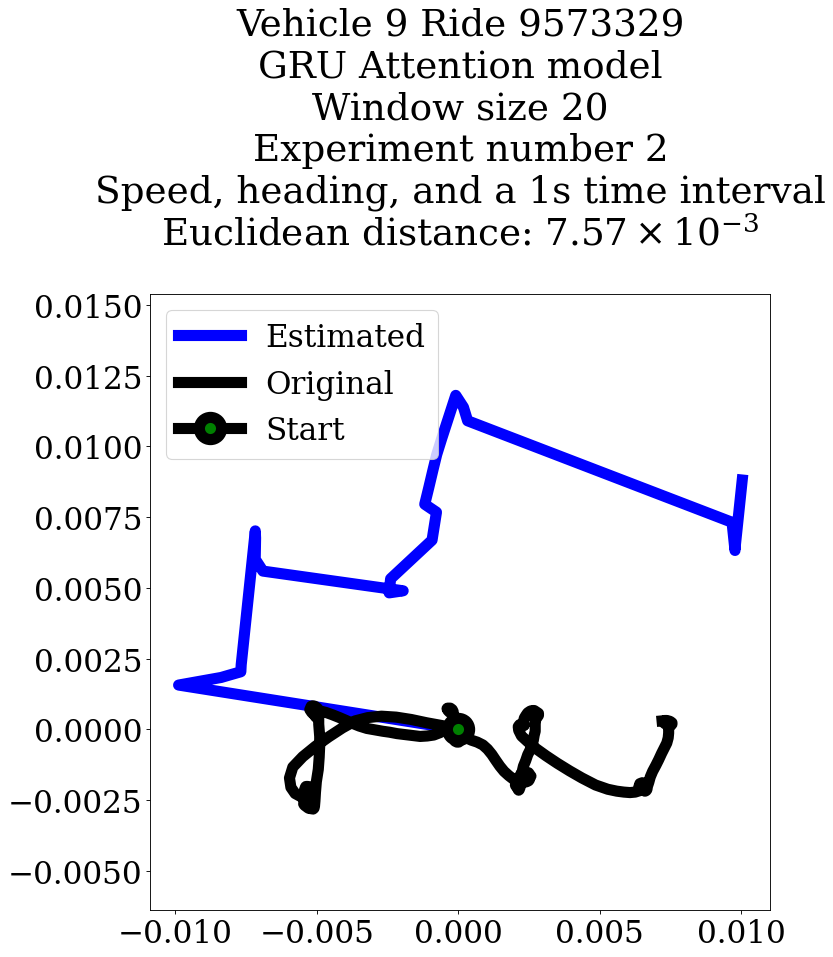 Vehicle 9 Ride 9573329
GRU Attention model
Window size 20
Experiment number 2
Speed, heading, and a 1s time interval
Euclidean distance: 7.57 × 10⁻³
0.0150
0.0125
0.0100
0.0075
0.0050
0.0025
0.0000
−0.0025
−0.0050
Estimated
Original
Start
−0.010 −0.005 0.000 0.005 0.010